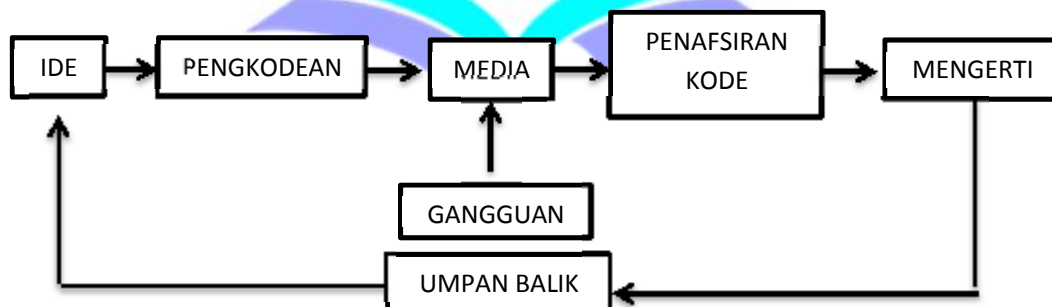 IDE
PENGKODEAN
MEDIA
PENAFSIRAN
KODE
MENGERTI
GANGGUAN
UMPAN BALIK